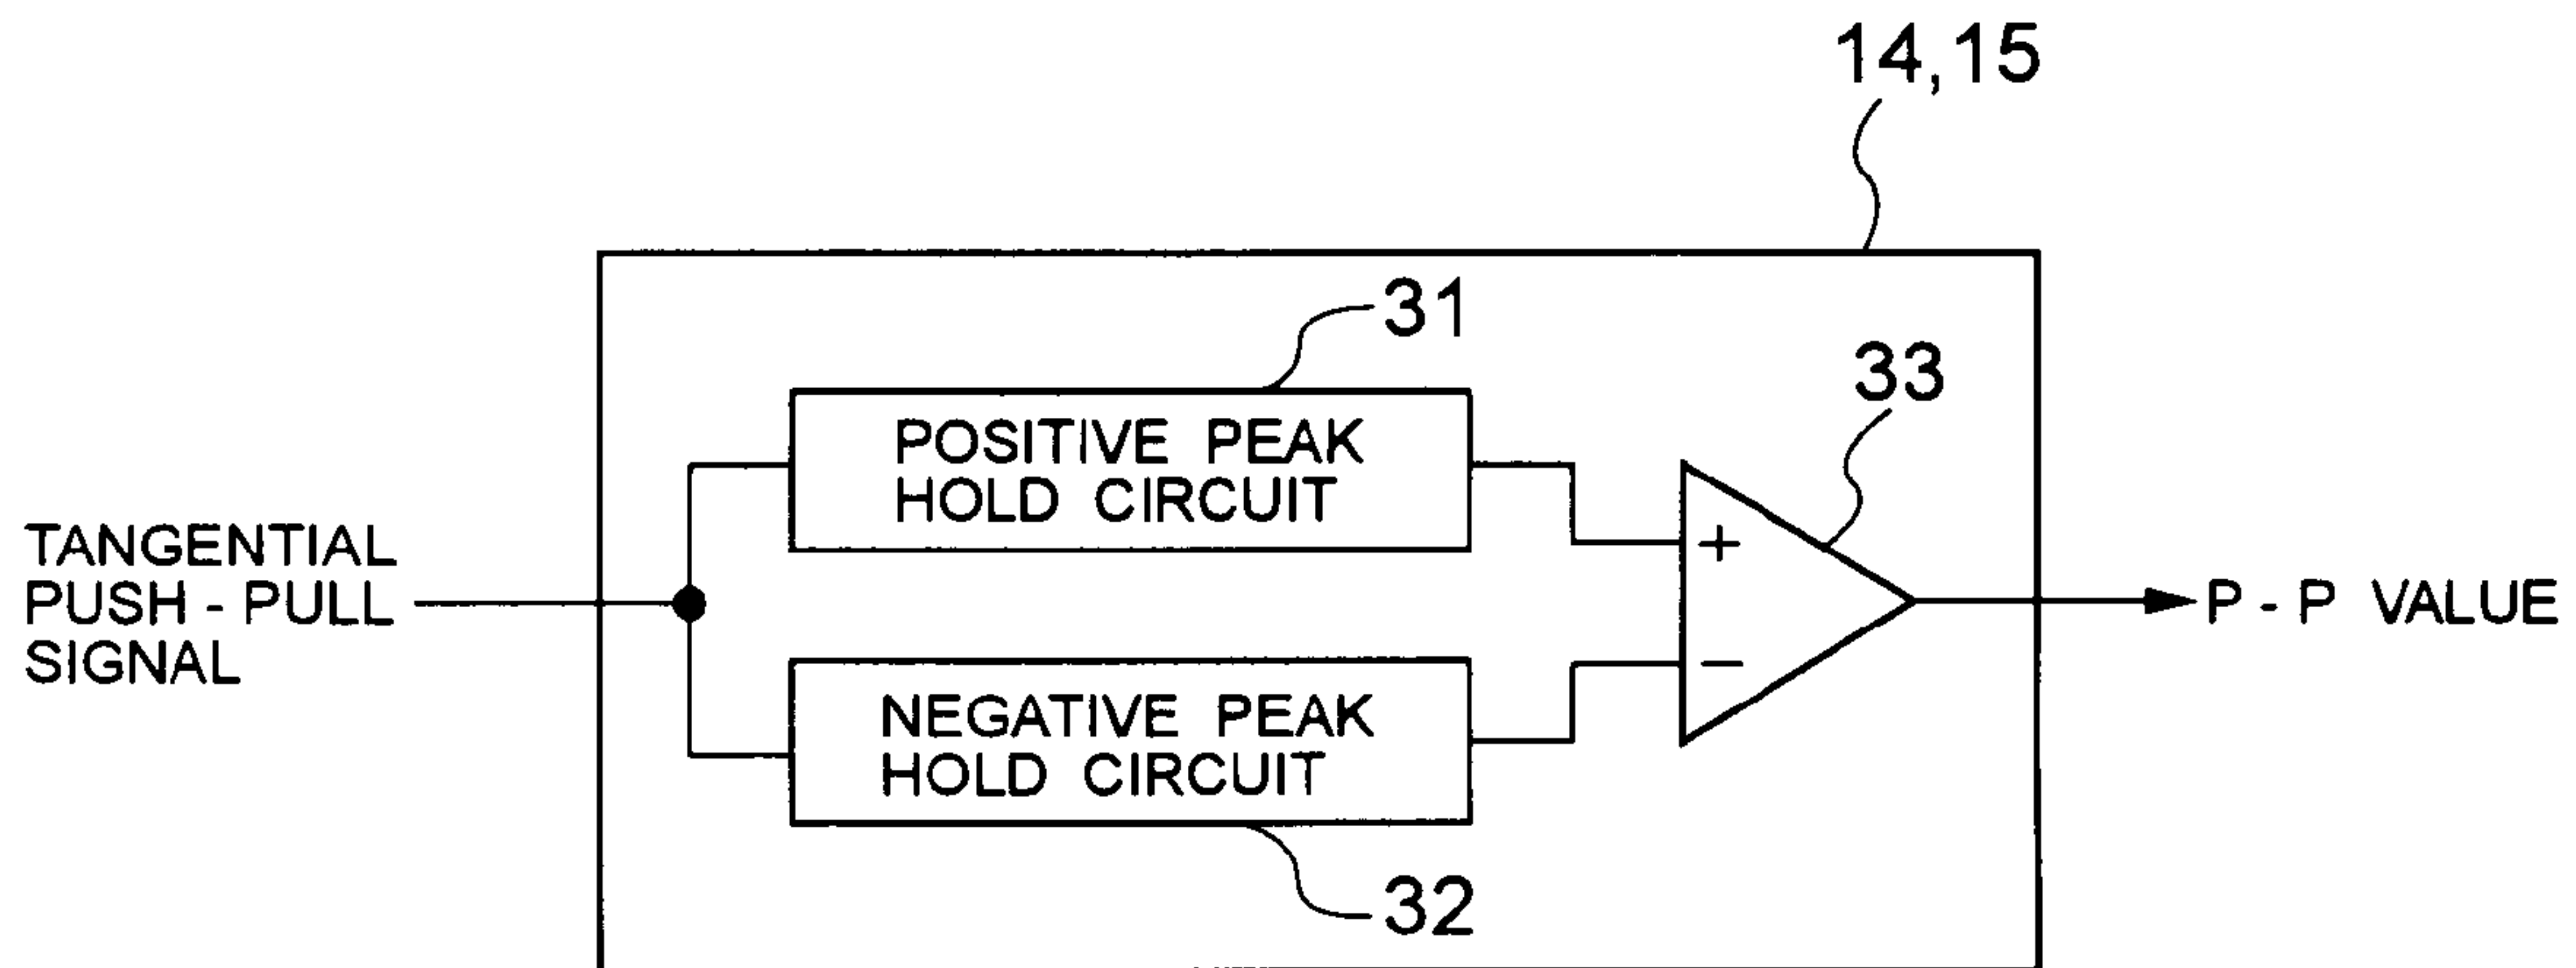 14,15
31
POSITIVE PEAK
HOLD CIRCUIT
33
+
TANGENTIAL
PUSH - PULL
SIGNAL
P - P VALUE
−
NEGATIVE PEAK
HOLD CIRCUIT
32